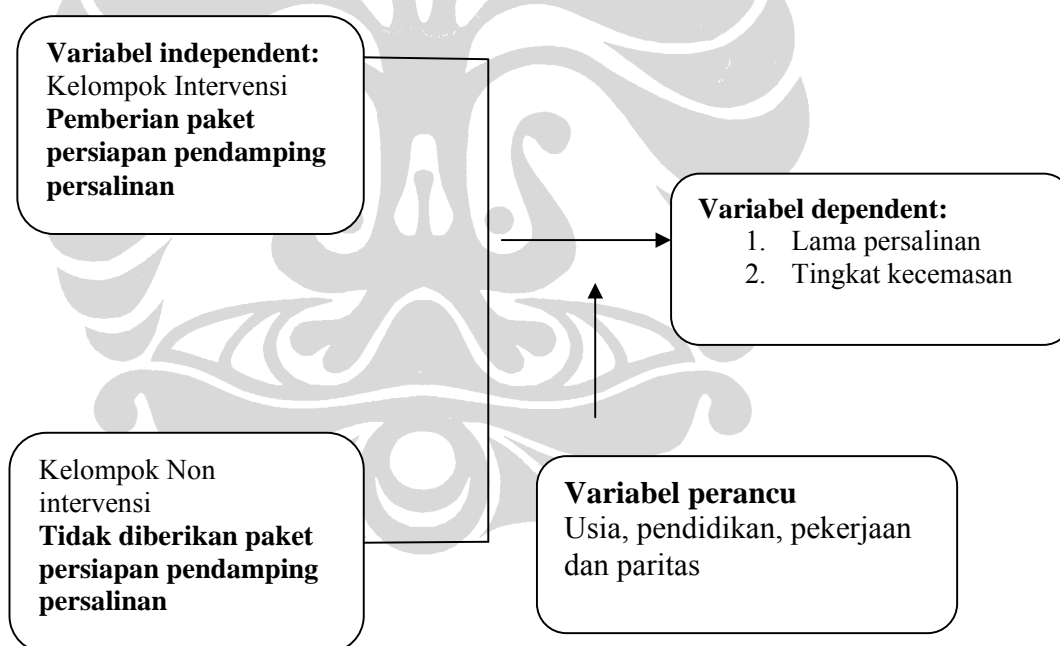 Variabel independent:
Kelompok Intervensi
Pemberian paket
persiapan pendamping
persalinan
Variabel dependent:
1. Lama persalinan
2. Tingkat kecemasan
Kelompok Non
intervensi
Tidak diberikan paket
persiapan pendamping
persalinan
Variabel perancu
Usia, pendidikan, pekerjaan
dan paritas